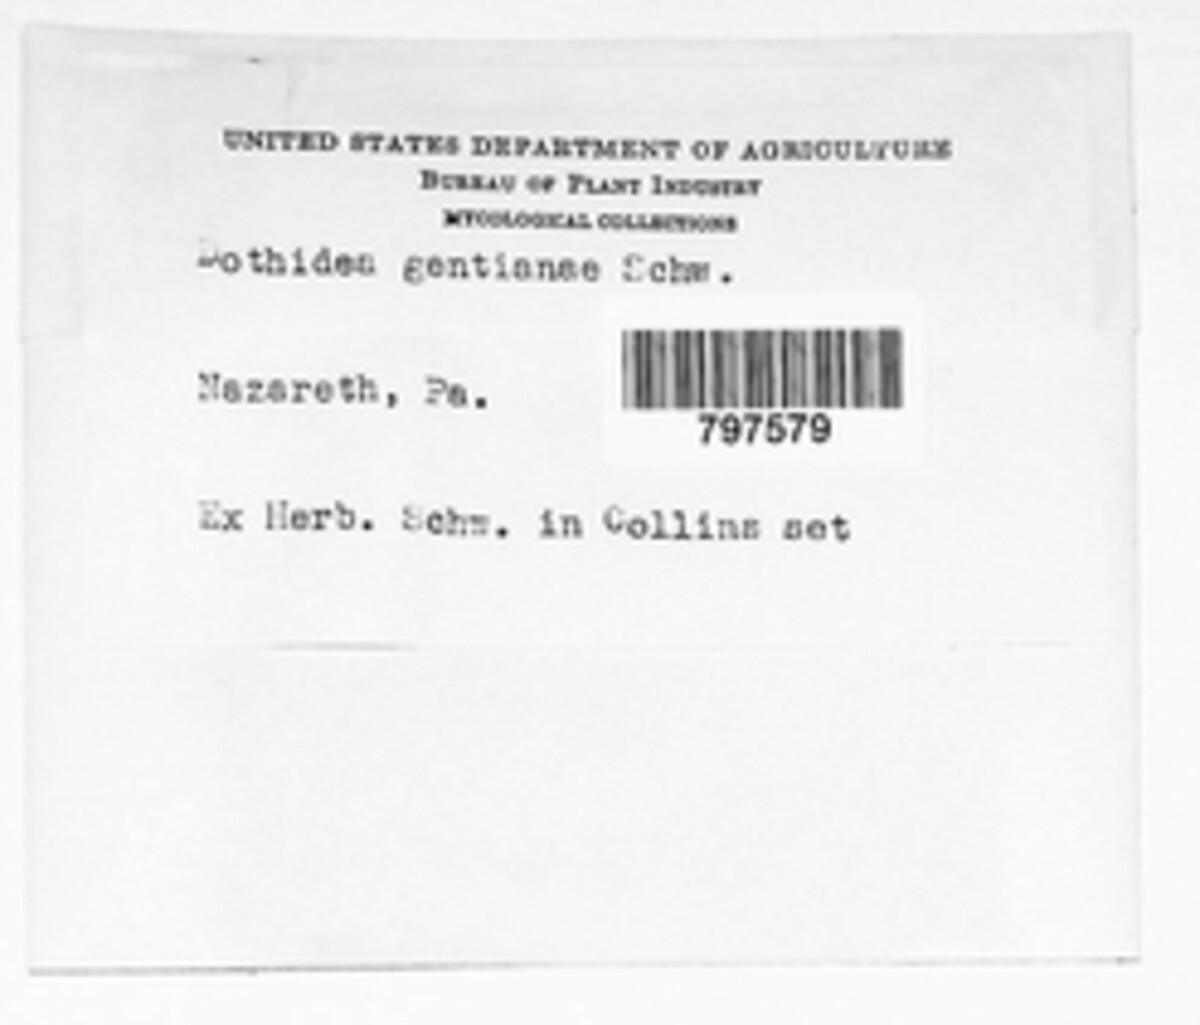 UNITED STATES DEPARTMENT OF AGRICULTURE
BUREAU OF PLANT INDUSTRY
MYCOLOGICAL COLLECTIONS
Dothidea gentianae Schw.
Nazareth, Pa.
797579
Ex Herb. Schw. in Collins set